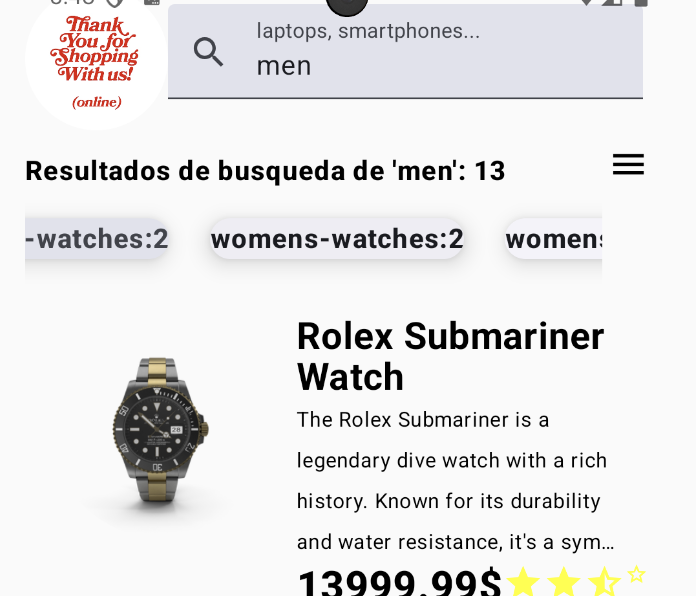 Thank
You for
Shopping
With us!
(online)
laptops, smartphones...
men
Resultados de busqueda de 'men': 13
-watches:2
womens-watches:2
womens
Rolex Submariner
Watch
The Rolex Submariner is a
legendary dive watch with a rich
history. Known for its durability
and water resistance, it's a sym…
13999.99$